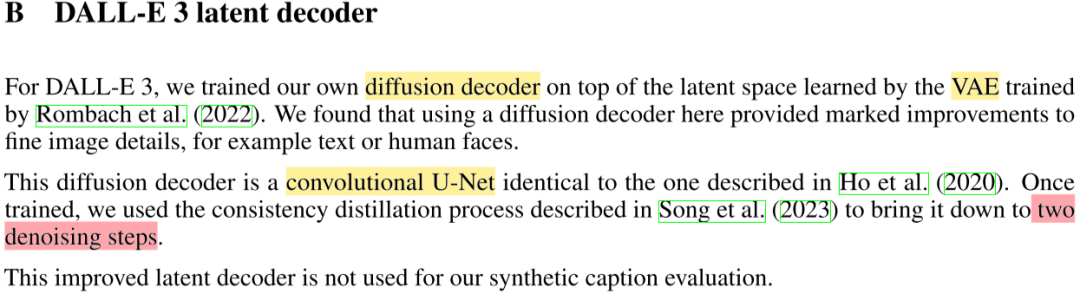 B DALL-E 3 latent decoder
For DALL-E 3, we trained our own diffusion decoder on top of the latent space learned by the VAE trained
by Rombach et al. (2022). We found that using a diffusion decoder here provided marked improvements to
fine image details, for example text or human faces.
This diffusion decoder is a convolutional U-Net identical to the one described in Ho et al. (2020). Once
trained, we used the consistency distillation process described in Song et al. (2023) to bring it down to two
denoising steps.
This improved latent decoder is not used for our synthetic caption evaluation.